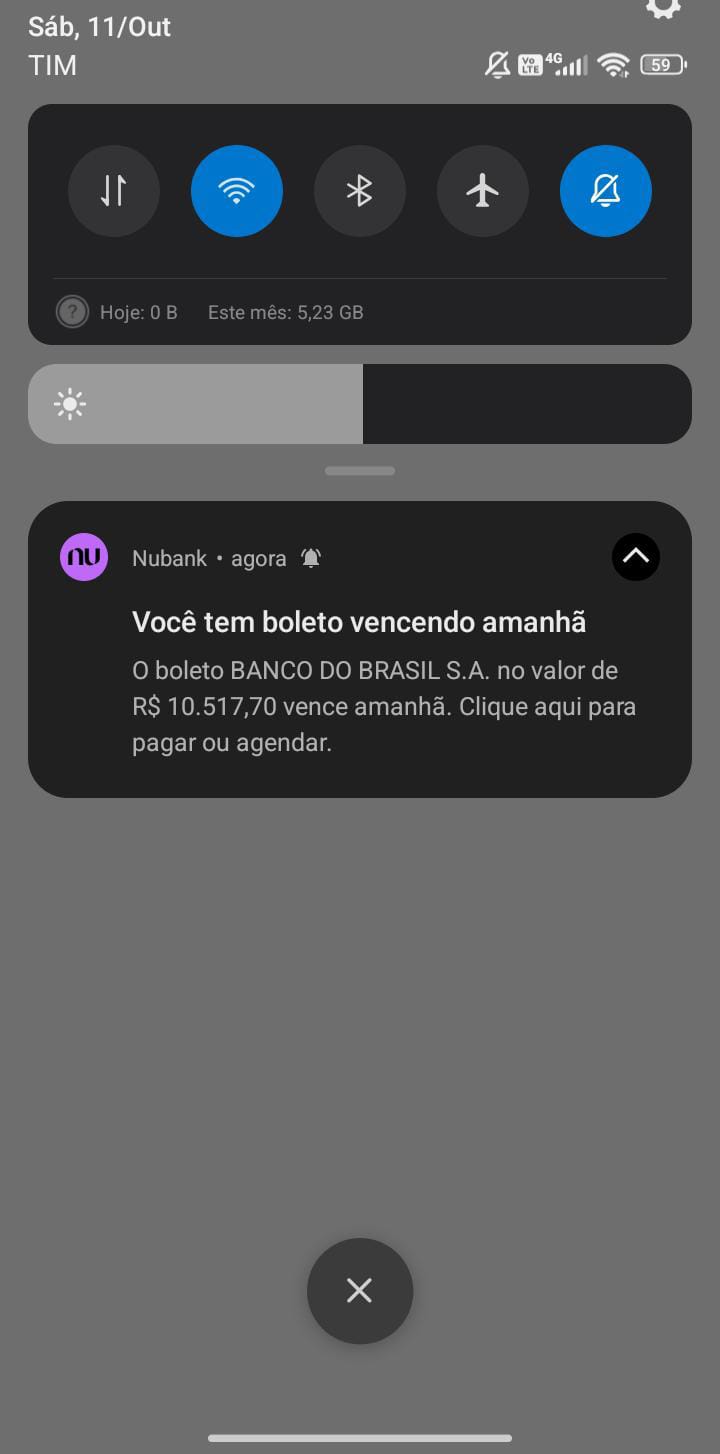 Sáb, 11/Out
TIM
Vo LTE 4G 59
? Hoje: 0 B Este mês: 5,23 GB
nu Nubank • agora
Você tem boleto vencendo amanhã
O boleto BANCO DO BRASIL S.A. no valor de
R$ 10.517,70 vence amanhã. Clique aqui para
pagar ou agendar.